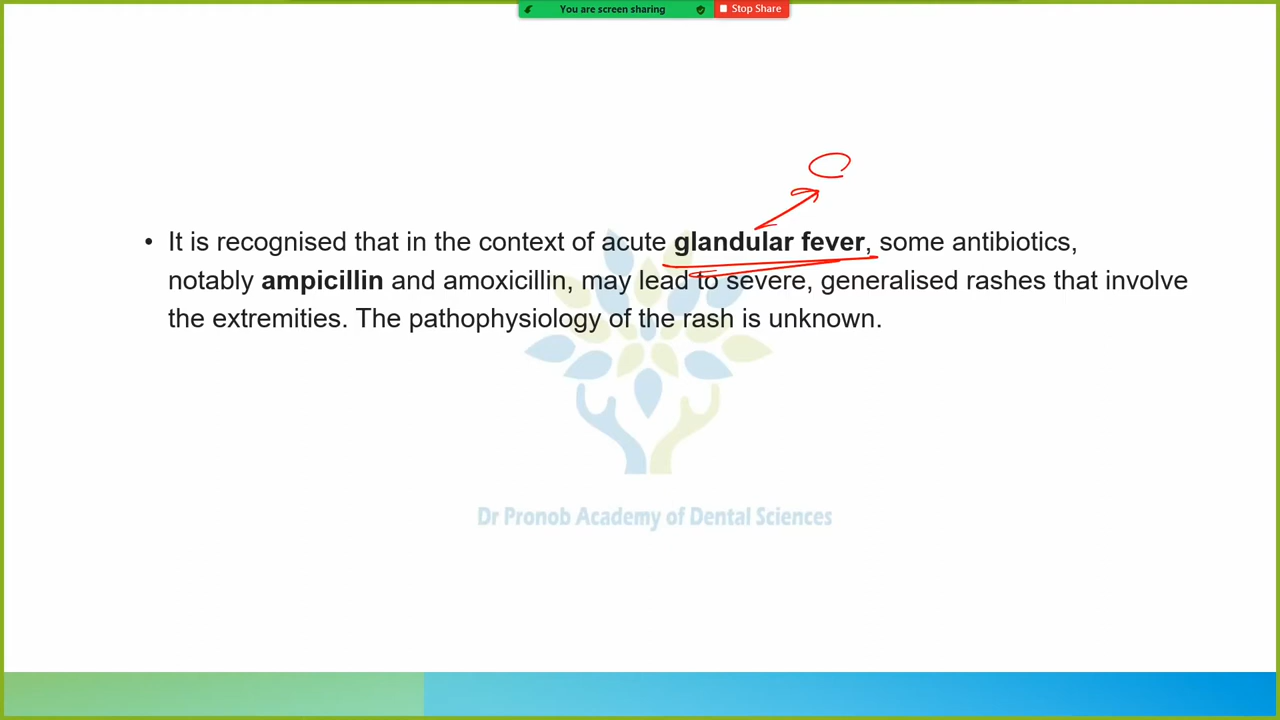 You are screen sharing Stop Share
• It is recognised that in the context of acute glandular fever, some antibiotics,
notably ampicillin and amoxicillin, may lead to severe, generalised rashes that involve
the extremities. The pathophysiology of the rash is unknown.
Dr Pronob Academy of Dental Sciences